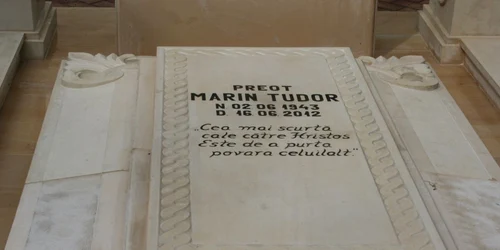 PREOT
MARIN TUDOR
N 02 06 1943
D 16 06 2012
„Cea mai scurtă
cale către Hristos
Este de a purta
povara celuilalt."